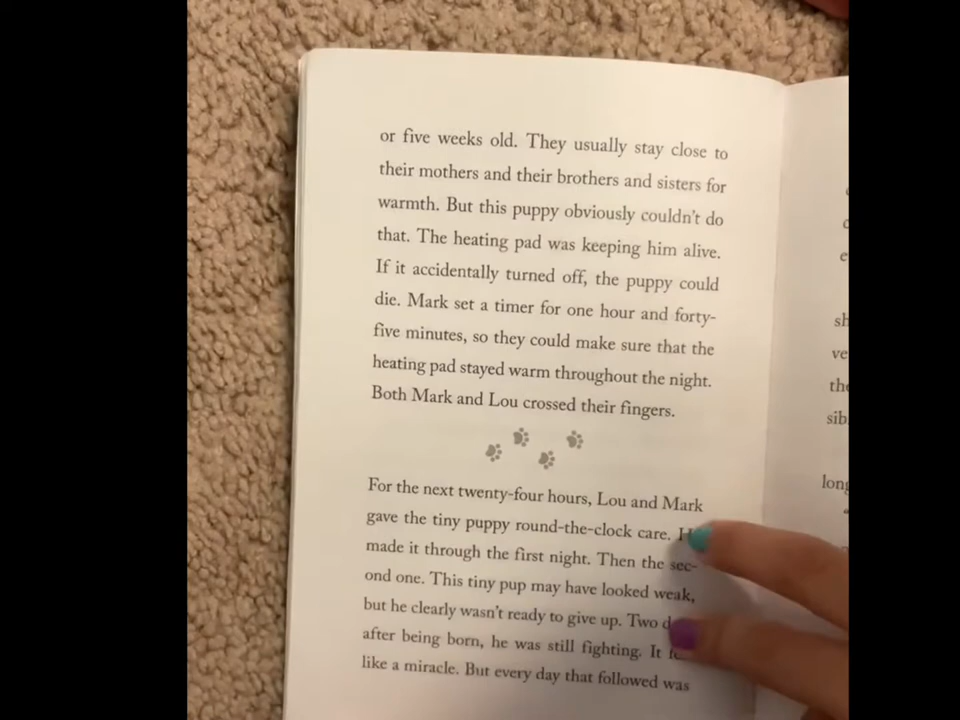 or five weeks old. They usually stay close to
their mothers and their brothers and sisters for
warmth. But this puppy obviously couldn't do
that. The heating pad was keeping him alive.
If it accidentally turned off, the puppy could
die. Mark set a timer for one hour and forty-
five minutes, so they could make sure that the
heating pad stayed warm throughout the night.
Both Mark and Lou crossed their fingers.
For the next twenty-four hours, Lou and Mark
gave the tiny puppy round-the-clock care.
made it through the first night. Then the sec-
ond one. This tiny pup may have looked weak,
but he clearly wasn't ready to give up. Two
after being born, he was still fighting. It
like a miracle. But every day that followed was
sh
ve
the
sib
long